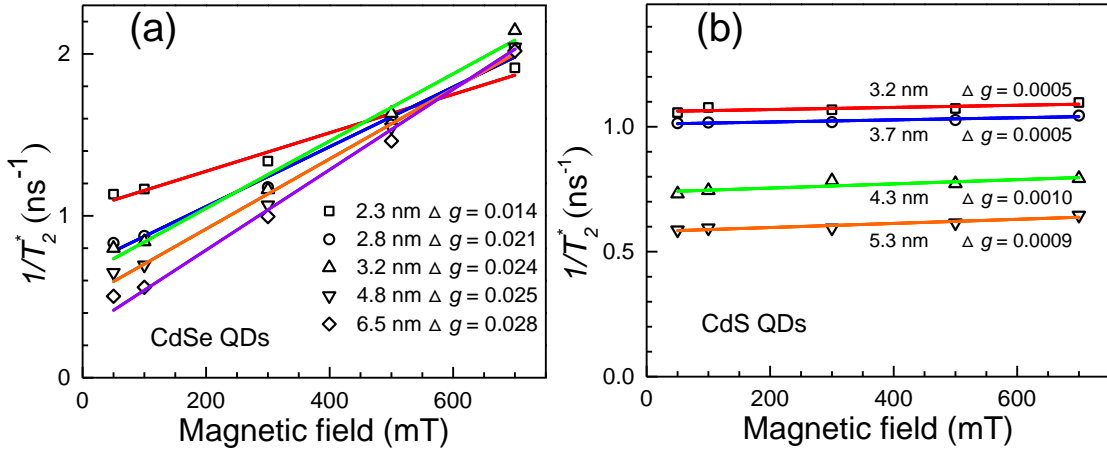 (a)
2
1
0
1/T*2 (ns-1)
2.3 nm △ g = 0.014
2.8 nm △ g = 0.021
3.2 nm △ g = 0.024
4.8 nm △ g = 0.025
6.5 nm △ g = 0.028
CdSe QDs
0 200 400 600
Magnetic field (mT)
(b)
1.0
0.5
0.0
1/T*2 (ns-1)
3.2 nm △ g = 0.0005
3.7 nm △ g = 0.0005
4.3 nm △ g = 0.0010
5.3 nm △ g = 0.0009
CdS QDs
0 200 400 600
Magnetic field (mT)